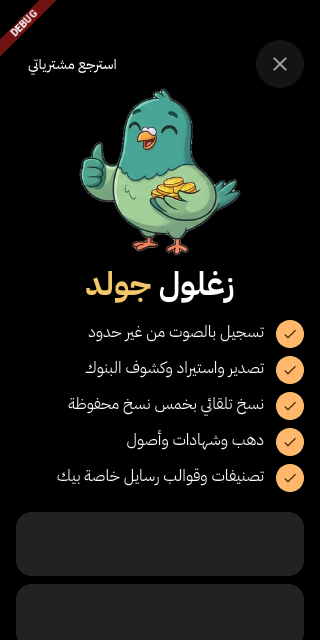 DEBUG
استرجع مشترياتي
زغلول جولد
تسجيل بالصوت من غير حدود
تصدير واستيراد وكشوف البنوك
نسخ تلقائي بخمس نسخ محفوظة
دهب وشهادات وأصول
تصنيفات وقوالب رسايل خاصة بيك